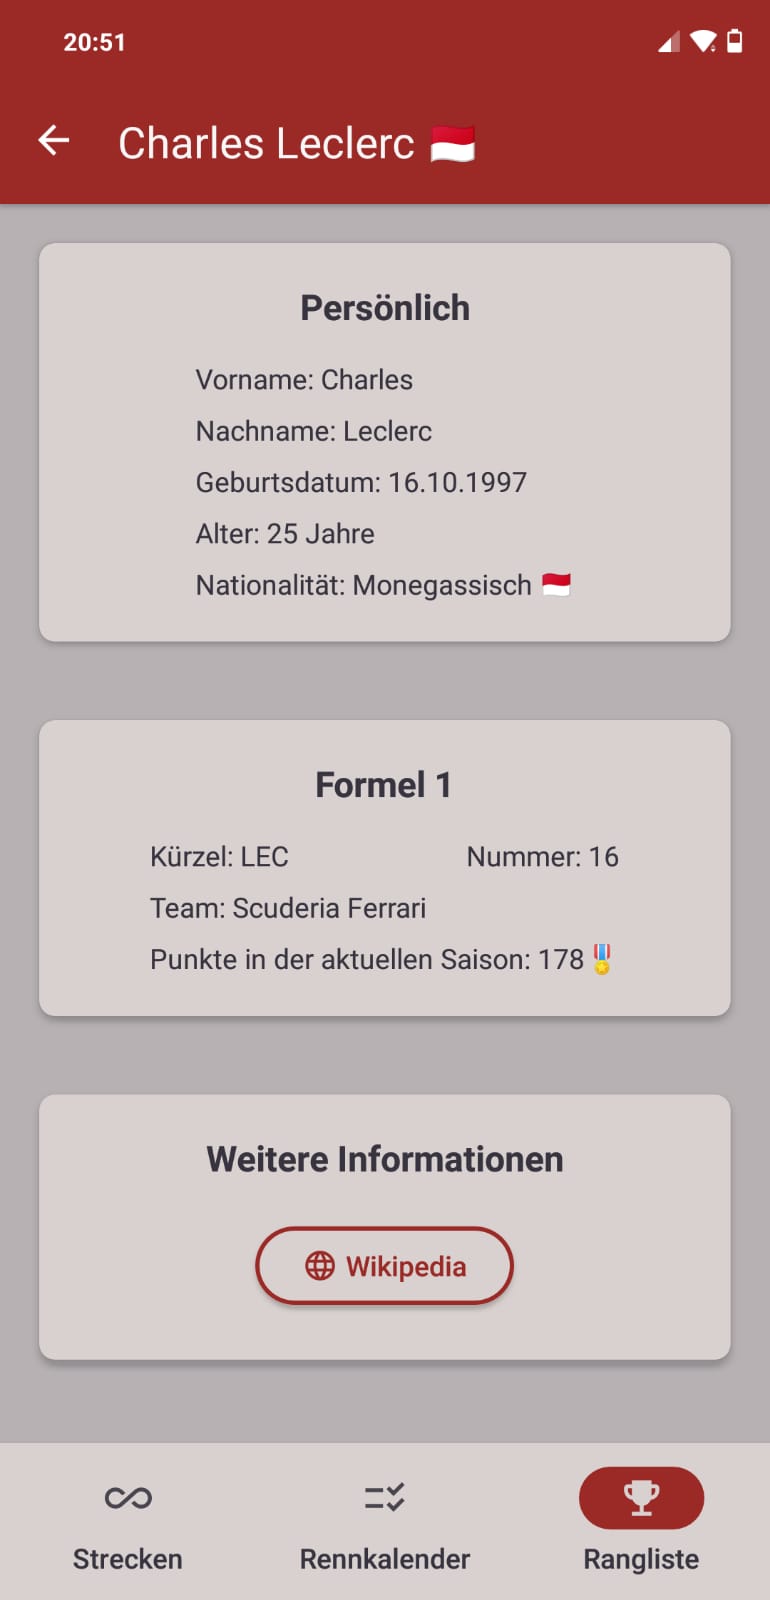 20:51
Charles Leclerc 🇲🇨
Persönlich
Vorname: Charles
Nachname: Leclerc
Geburtsdatum: 16.10.1997
Alter: 25 Jahre
Nationalität: Monegassisch 🇲🇨
Formel 1
Kürzel: LEC Nummer: 16
Team: Scuderia Ferrari
Punkte in der aktuellen Saison: 178🎖️
Weitere Informationen
Wikipedia
Strecken Rennkalender Rangliste